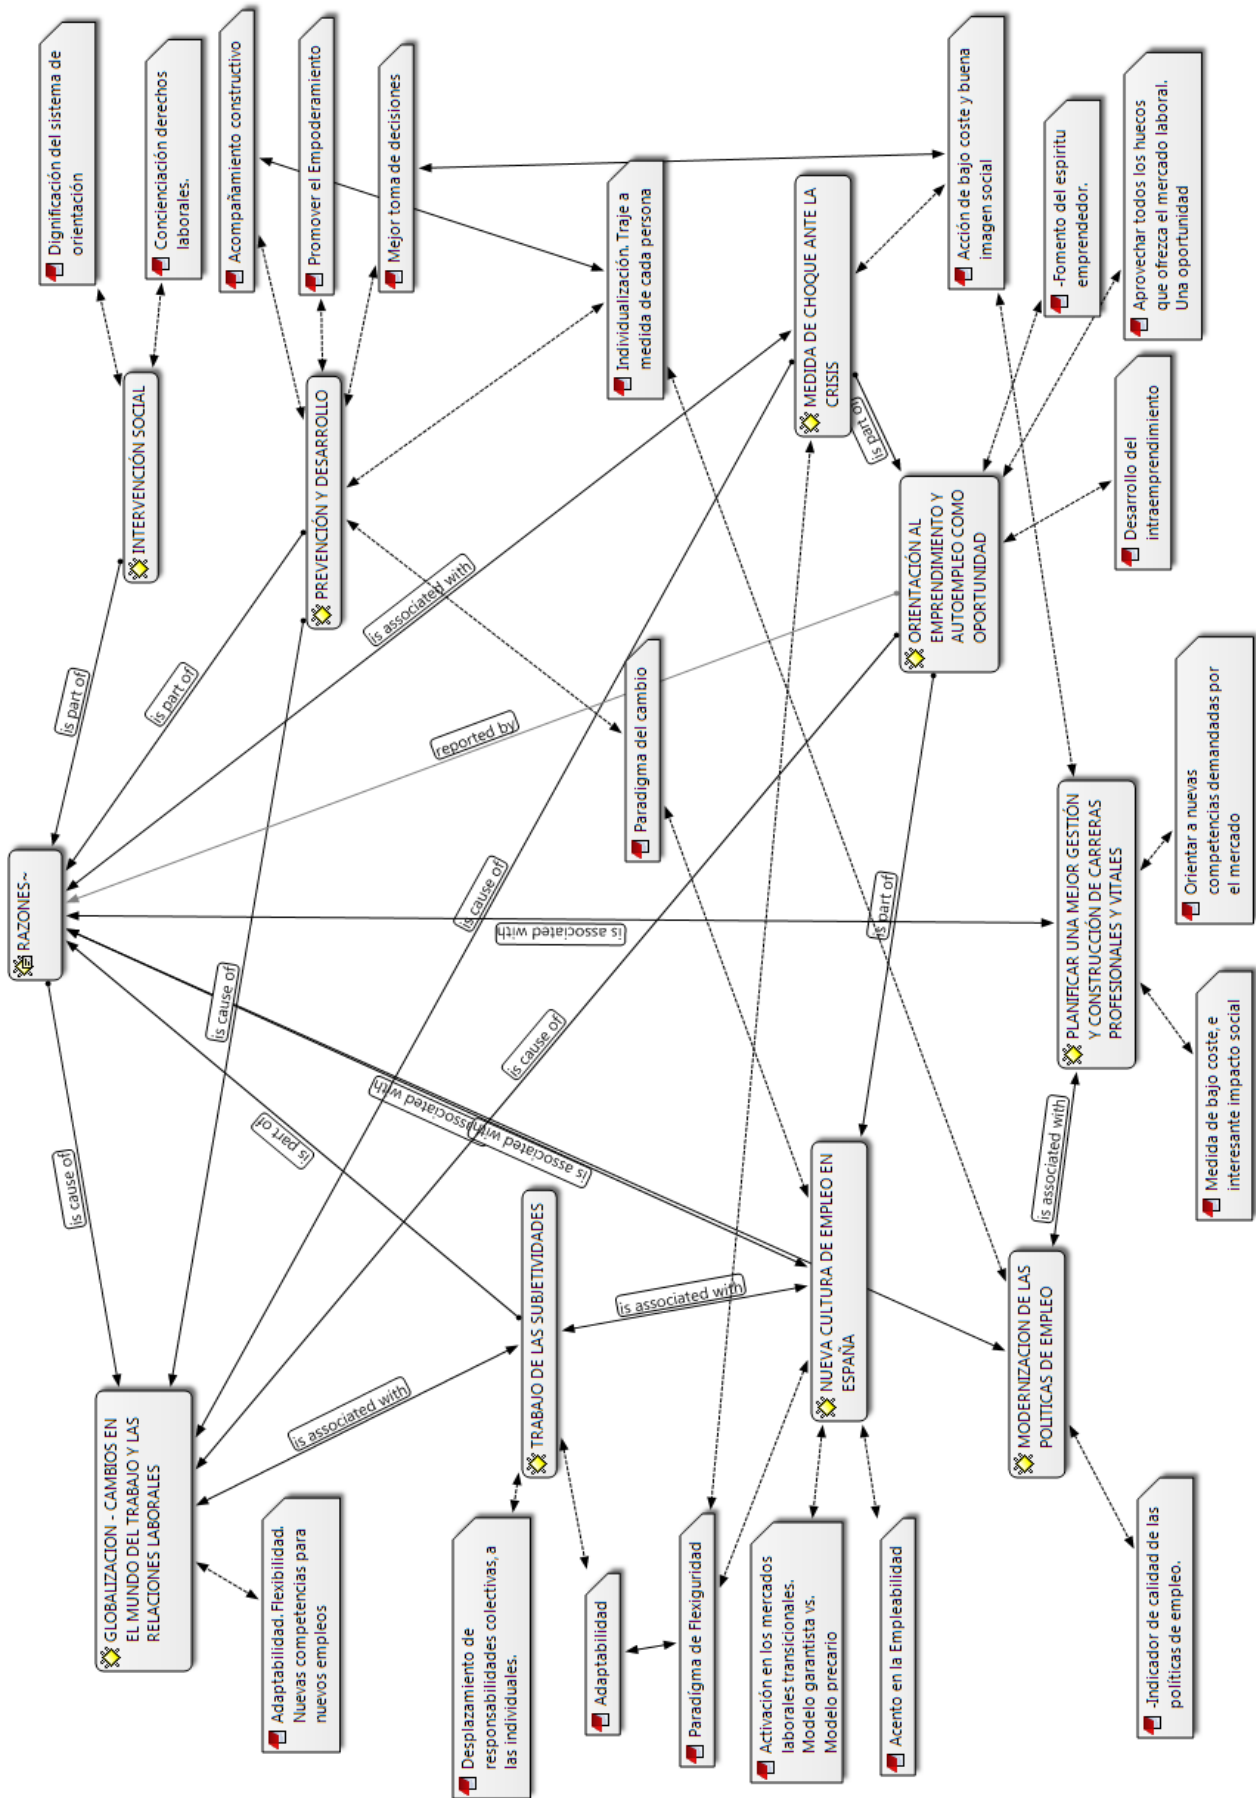 RAZONES~
is cause of
is part of
GLOBALIZACION - CAMBIOS EN
EL MUNDO DEL TRABAJO Y LAS
RELACIONES LABORALES
Dignificación del sistema de
orientación
INTERVENCIÓN SOCIAL
Concienciación derechos
laborales.
is part of
is cause of
Acompañamiento constructivo
Adaptabilidad. Flexibilidad.
Nuevas competencias para
nuevos empleos
is part of
is associated with
PREVENCIÓN Y DESARROLLO
Promover el Empoderamiento
is associated with
is associated with
Mejor toma de decisiones
reported by
Desplazamiento de
responsabilidades colectivas, a
las individuales.
is cause of
is associated with
is associated with
TRABAJO DE LAS SUBJETIVIDADES
is cause of
Adaptabilidad
is associated with
Paradigma del cambio
Individualización. Traje a
medida de cada persona
Paradígma de Flexiguridad
Activación en los mercados
laborales transicionales.
Modelo garantista vs.
Modelo precario
NUEVA CULTURA DE EMPLEO EN
ESPAÑA
MEDIDA DE CHOQUE ANTE LA
CRISIS
is part of
is part of
Acento en la Empleabilidad
ORIENTACIÓN AL
EMPRENDIMIENTO Y
AUTOEMPLEO COMO
OPORTUNIDAD
Acción de bajo coste y buena
imagen social
MODERNIZACION DE LAS
POLITICAS DE EMPLEO
is associated with
PLANIFICAR UNA MEJOR GESTIÓN
Y CONSTRUCCIÓN DE CARRERAS
PROFESIONALES Y VITALES
-Fomento del espiritu
emprendedor.
Desarrollo del
intraemprendimiento
Aprovechar todos los huecos
que ofrezca el mercado laboral.
Una oportunidad
-Indicador de calidad de las
políticas de empleo.
Medida de bajo coste, e
interesante impacto social
Orientar a nuevas
competencias demandadas por
el mercado